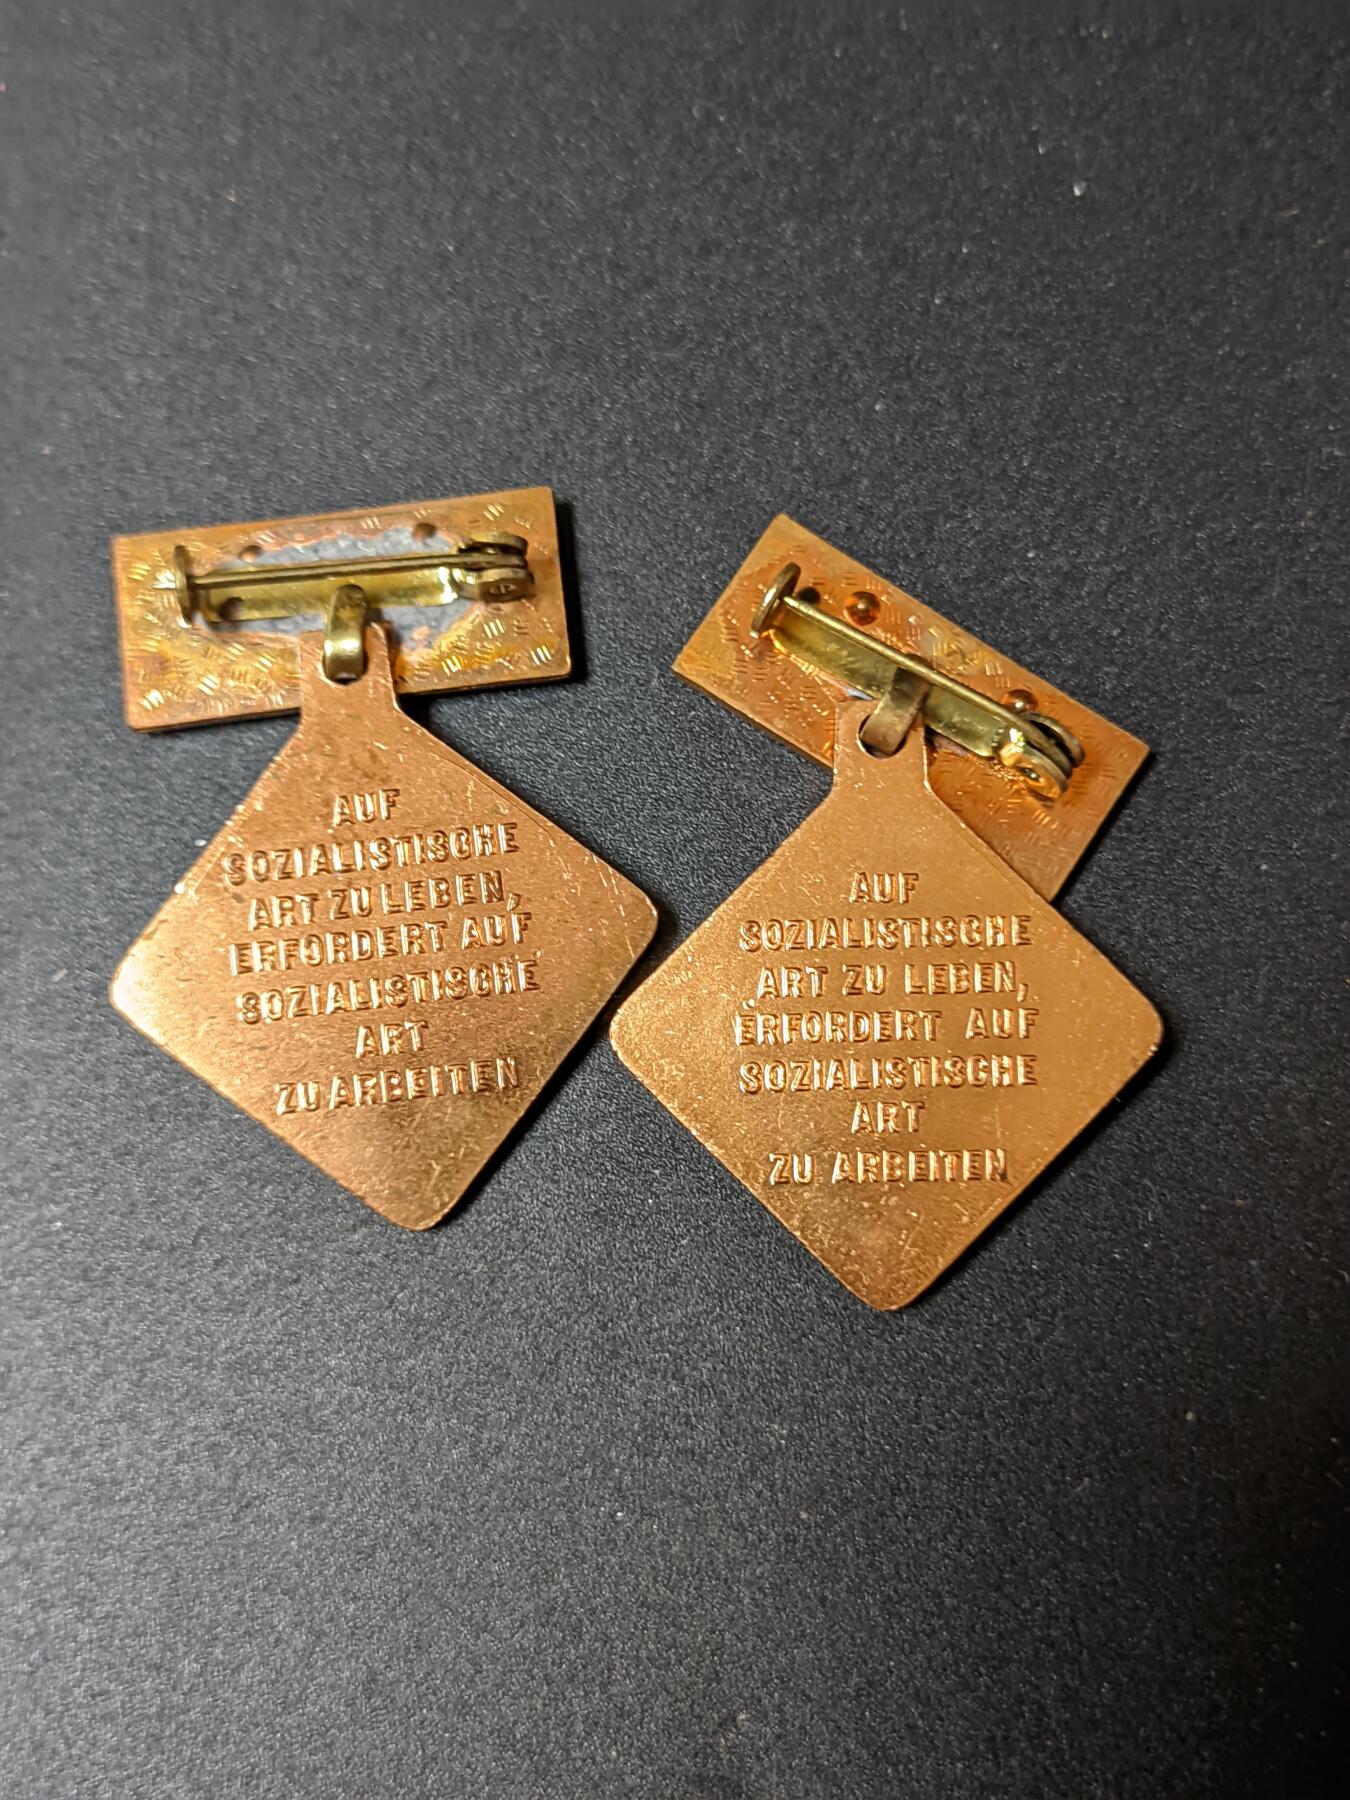 AUF
SOZIALISTISCHE
ART ZU LEBEN,
ERFORDERT AUF
SOZIALISTISCHE
ART
ZU ARBEITEN
AUF
SOZIALISTISCHE
ART ZU LEBEN,
ERFORDERT AUF
SOZIALISTISCHE
ART
ZU ARBEITEN